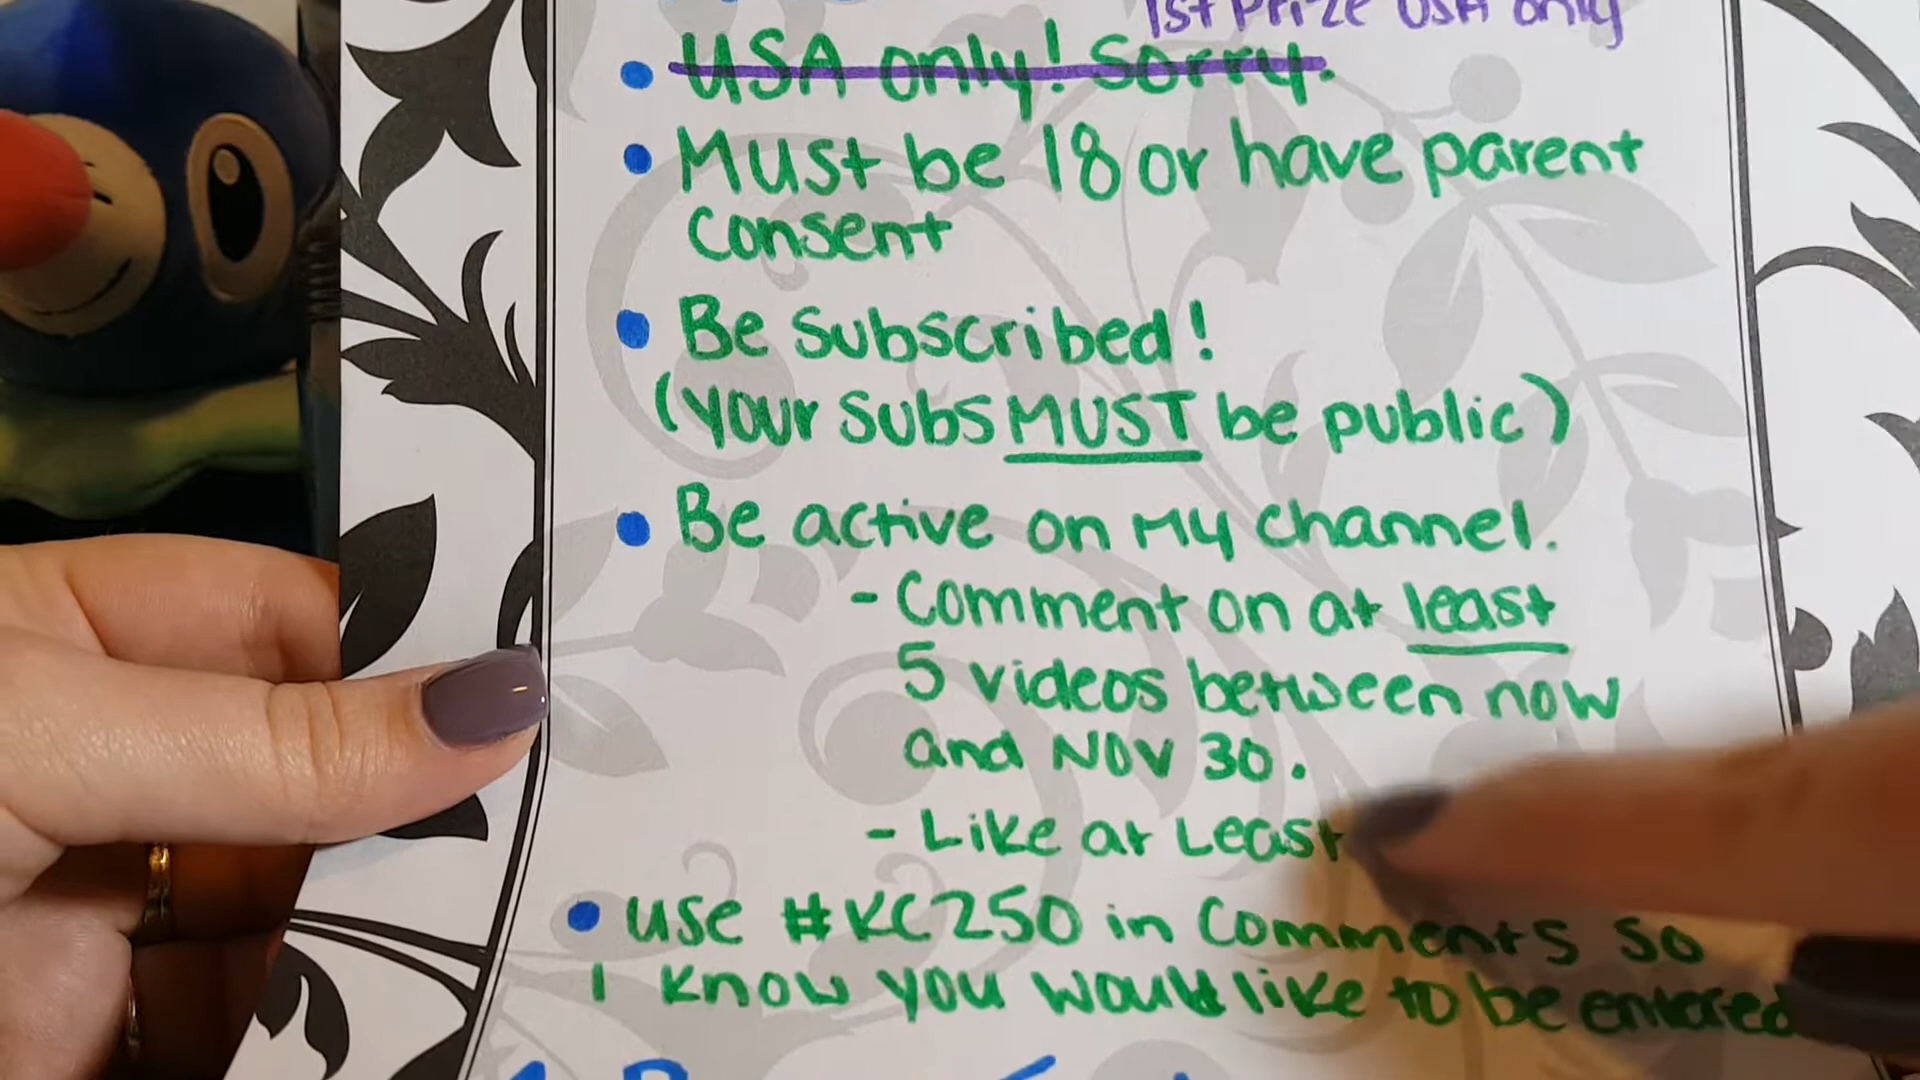 1st Prize USA only
USA only! Sorry.
Must be 18 or have parent
consent
Be Subscribed!
(your subs MUST be public)
Be active on my channel.
- Comment on at least
5 videos between now
and NOV 30.
- Like at Least
Use #KC250 in Comments so
I know you would like to be entered